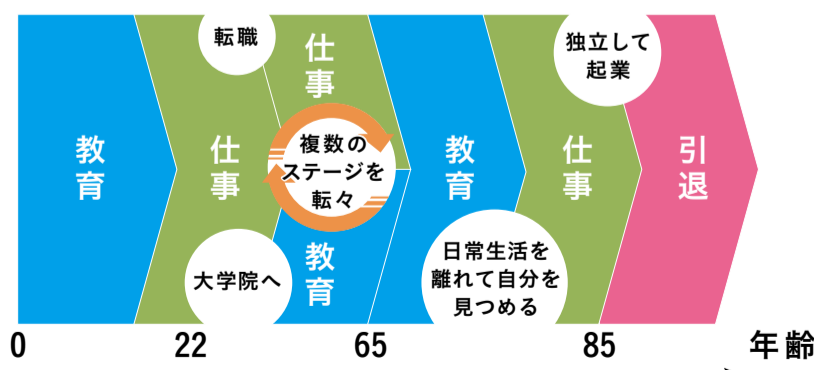 教育
仕事
転職
大学院へ
仕事
複数の
ステージを
転々
教育
教育
日常生活を
離れて自分を
見つめる
仕事
独立して
起業
引退
0
22
65
85
年齢